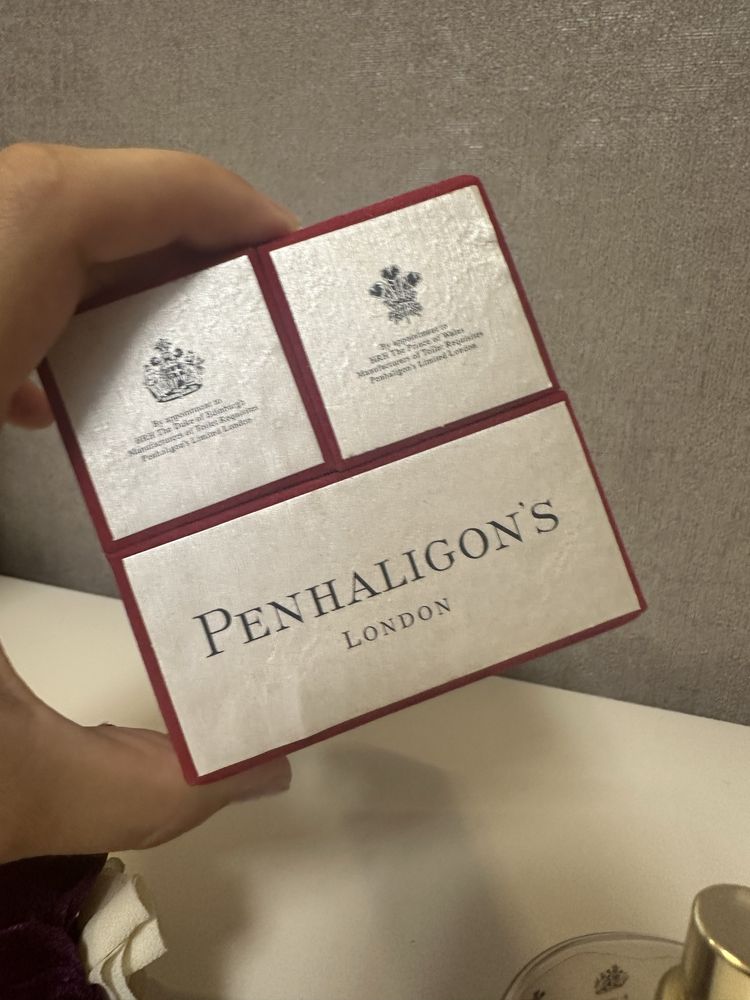 By appointment to
HRH The Duke of Edinburgh
Manufacturers of Toilet Requisites
Penhaligon's Limited London
By appointment to
HRH The Prince of Wales
Manufacturers of Toilet Requisites
Penhaligon's Limited London
PENHALIGON'S
LONDON